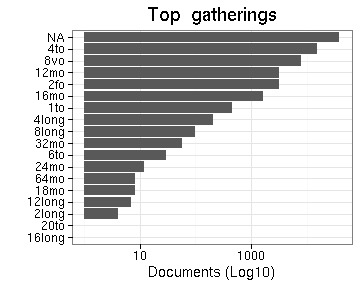 Top gatherings
NA
4to
8vo
12mo
2fo
16mo
1to
4long
8long
32mo
6to
24mo
64mo
18mo
12long
2long
20to
16long
10
1000
Documents (Log10)